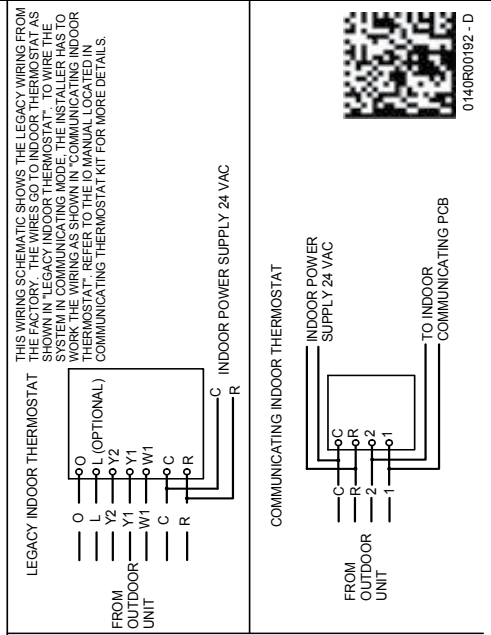 THIS WIRING SCHEMATIC SHOWS THE LEGACY WIRING FROM
THE FACTORY. THE WIRES GO TO INDOOR THERMOSTAT AS
SHOWN IN "LEGACY INDOOR THERMOSTAT". TO WIRE THE
SYSTEM IN COMMUNICATING MODE, THE INSTALLER HAS TO
WORK THE WIRING AS SHOWN IN "COMMUNICATING INDOOR
THERMOSTAT". REFER TO THE IO MANUAL LOCATED IN
COMMUNICATING THERMOSTAT KIT FOR MORE DETAILS.
LEGACY INDOOR THERMOSTAT
FROM
OUTDOOR
UNIT
O
L
Y2
Y1
W1
C
R
O
L (OPTIONAL)
Y2
Y1
W1
C
R
C
R
INDOOR POWER SUPPLY 24 VAC
COMMUNICATING INDOOR THERMOSTAT
FROM
OUTDOOR
UNIT
C
R
2
1
C
R
2
1
INDOOR POWER
SUPPLY 24 VAC
TO INDOOR
COMMUNICATING PCB
0140R00192 - D